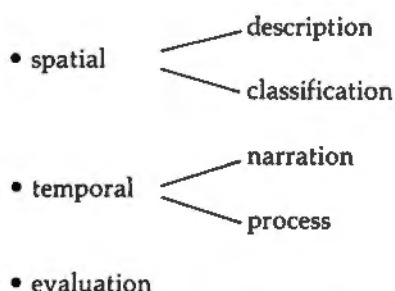 description
• spatial
classification
narration
• temporal
process
• evaluation